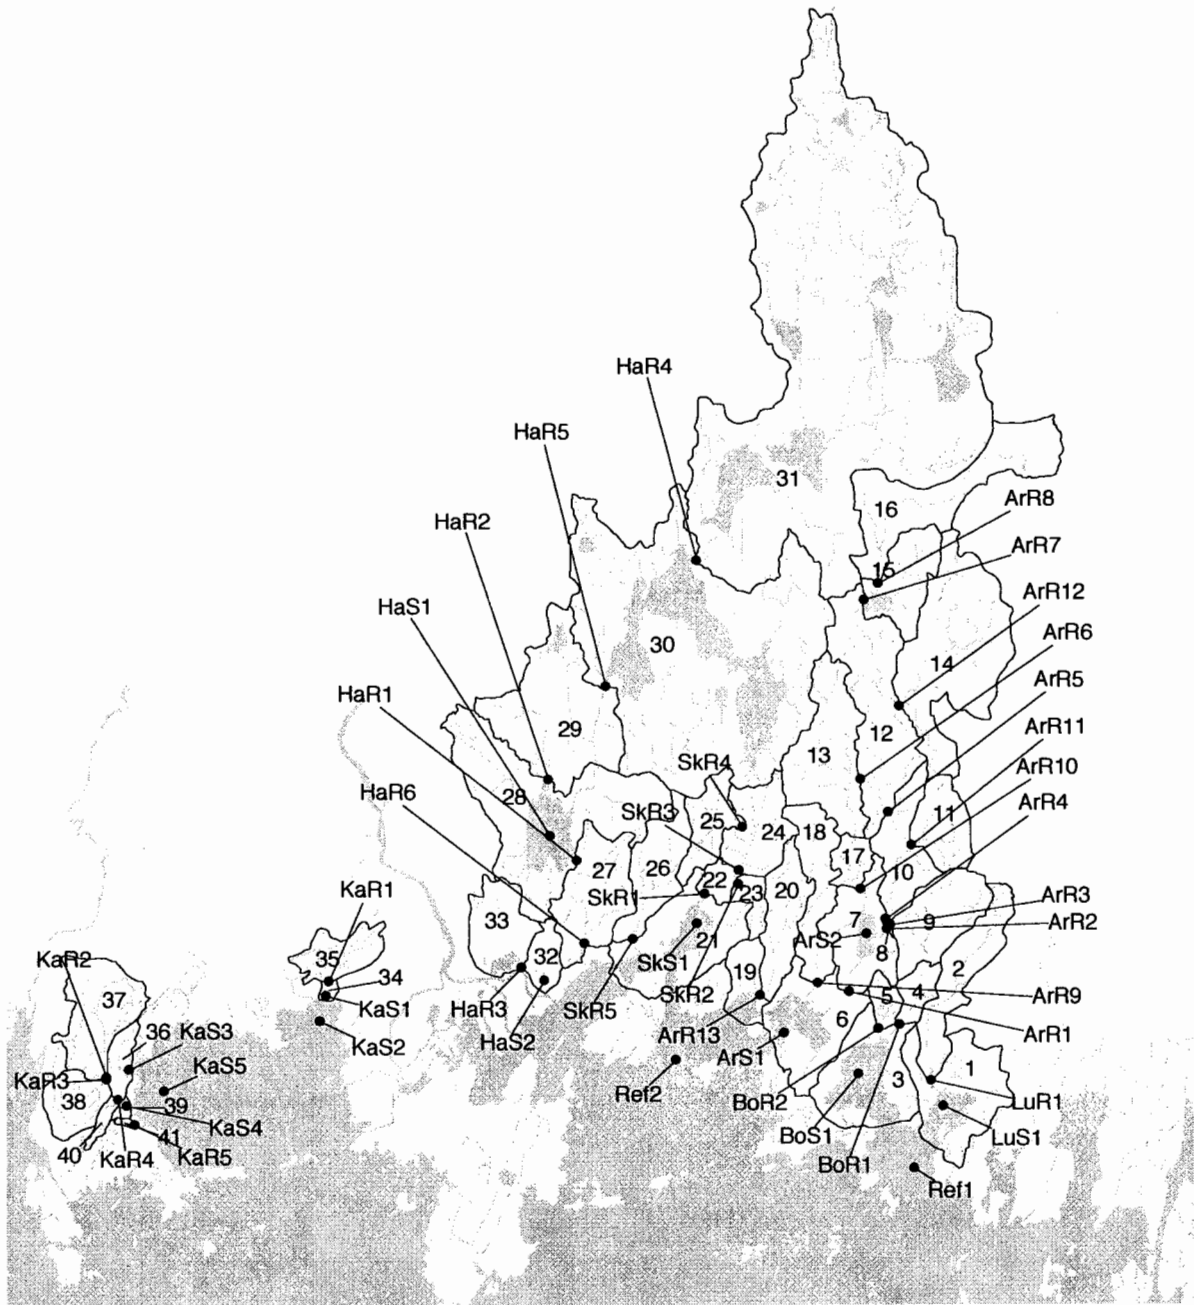 HaR4
HaR5
31
16
ArR8
HaR2
ArR7
15
ArR12
HaS1
ArR6
30
14
ArR5
HaR1
29
12
ArR11
13
SkR4
ArR10
28
HaR6
SkR3
25
24
18
11
ArR4
17
27
26
22
10
KaR1
SkR1
23
20
ArR3
33
7
9
ArR2
21
ArS2
8
KaR2
35
32
SkS1
2
34
19
37
KaS1
HaR3
SkR5
SkR2
5
4
ArR9
36
KaS3
KaS2
HaS2
ArR13
6
ArR1
ArS1
KaS5
1
KaR3
3
38
39
Ref2
BoR2
LuR1
KaS4
41
BoS1
LuS1
40
KaR4
KaR5
BoR1
Ref1